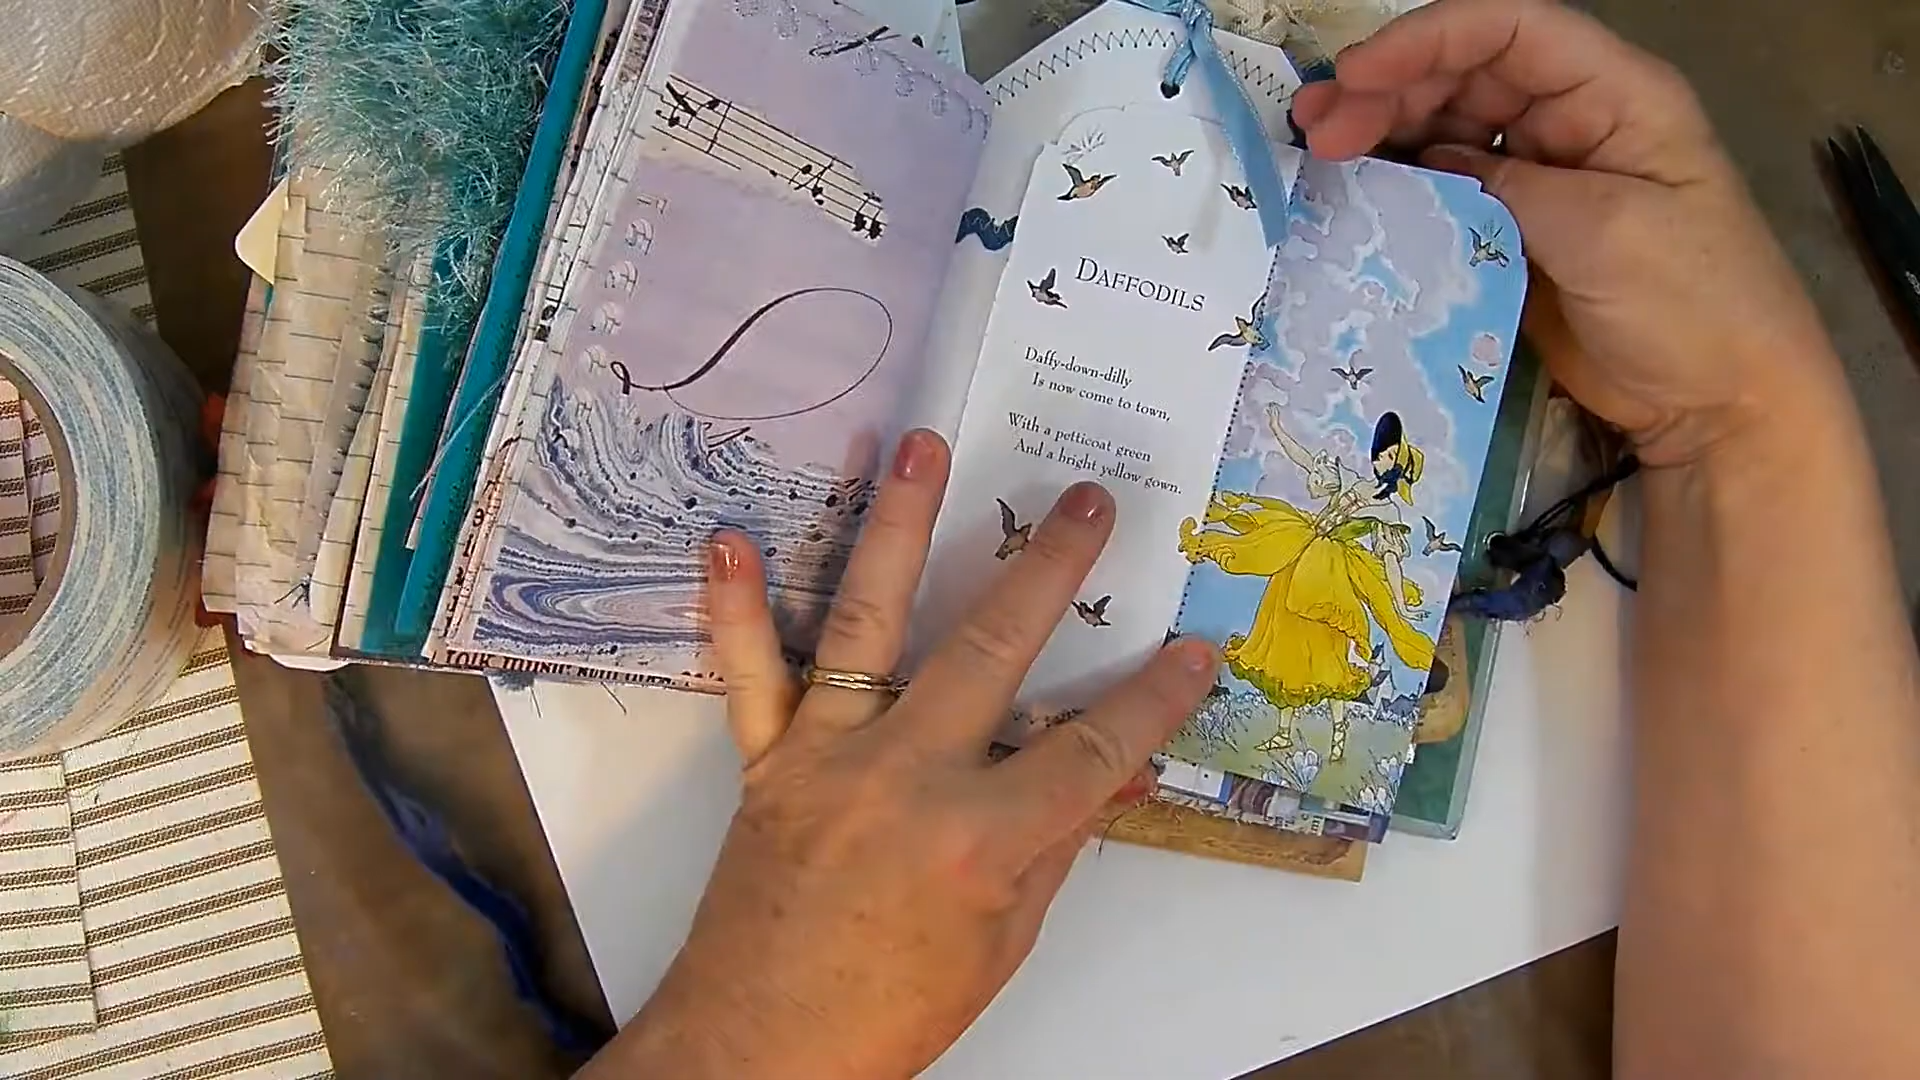 DAFFODILS
Daffy-down-dilly
Is now come to town,
With a petticoat green
And a bright yellow gown.